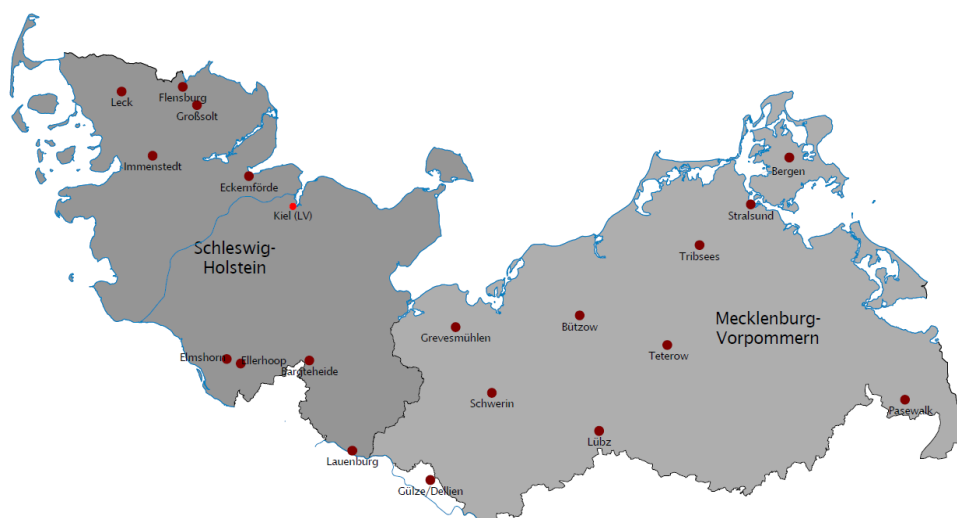 Leck
Flensburg
Großsolt
Immenstedt
Eckernförde
Kiel (LV)
Schleswig-
Holstein
Bergen
Stralsund
Tribsees
Bützow
Grevesmühlen
Mecklenburg-
Vorpommern
Teterow
Elmshorn
Ellerhoop
Bargteheide
Schwerin
Pasewalk
Lübz
Lauenburg
Gülze/Dellien